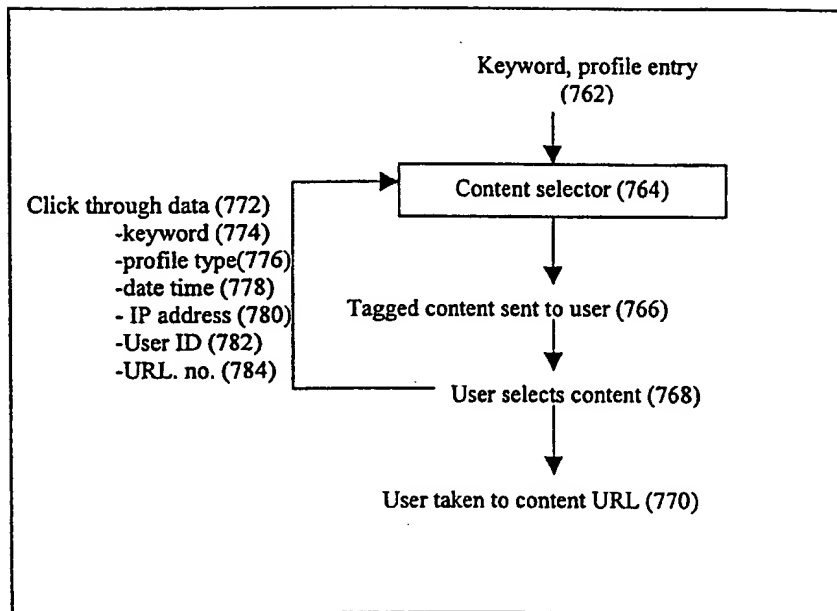 Keyword, profile entry
(762)
Content selector (764)
Click through data (772)
-keyword (774)
-profile type(776)
-date time (778)
- IP address (780)
-User ID (782)
-URL. no. (784)
Tagged content sent to user (766)
User selects content (768)
User taken to content URL (770)